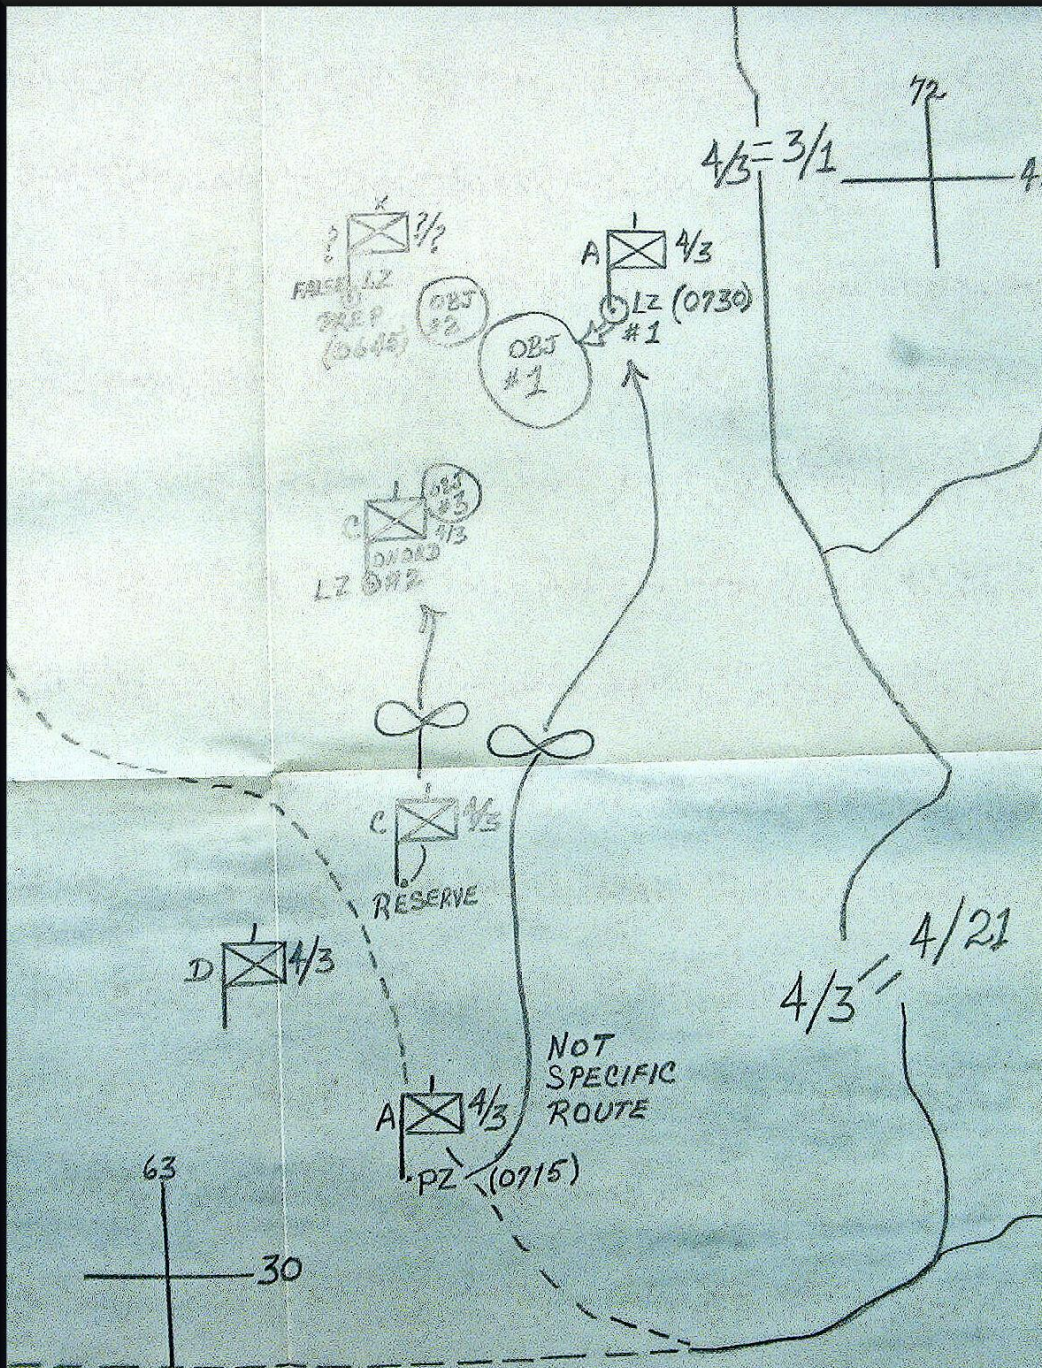 72
4/3 = 3/1
?/?
?
A 4/3
FALSE LZ
PREP
(0645)
OBJ
#2
LZ (0730)
#1
OBJ
#1
OBJ
#3
C 4/3
ONORD
LZ #2
C 4/3
RESERVE
4/21
D 4/3
4/3
NOT
SPECIFIC
ROUTE
A 4/3
PZ (0715)
63
30